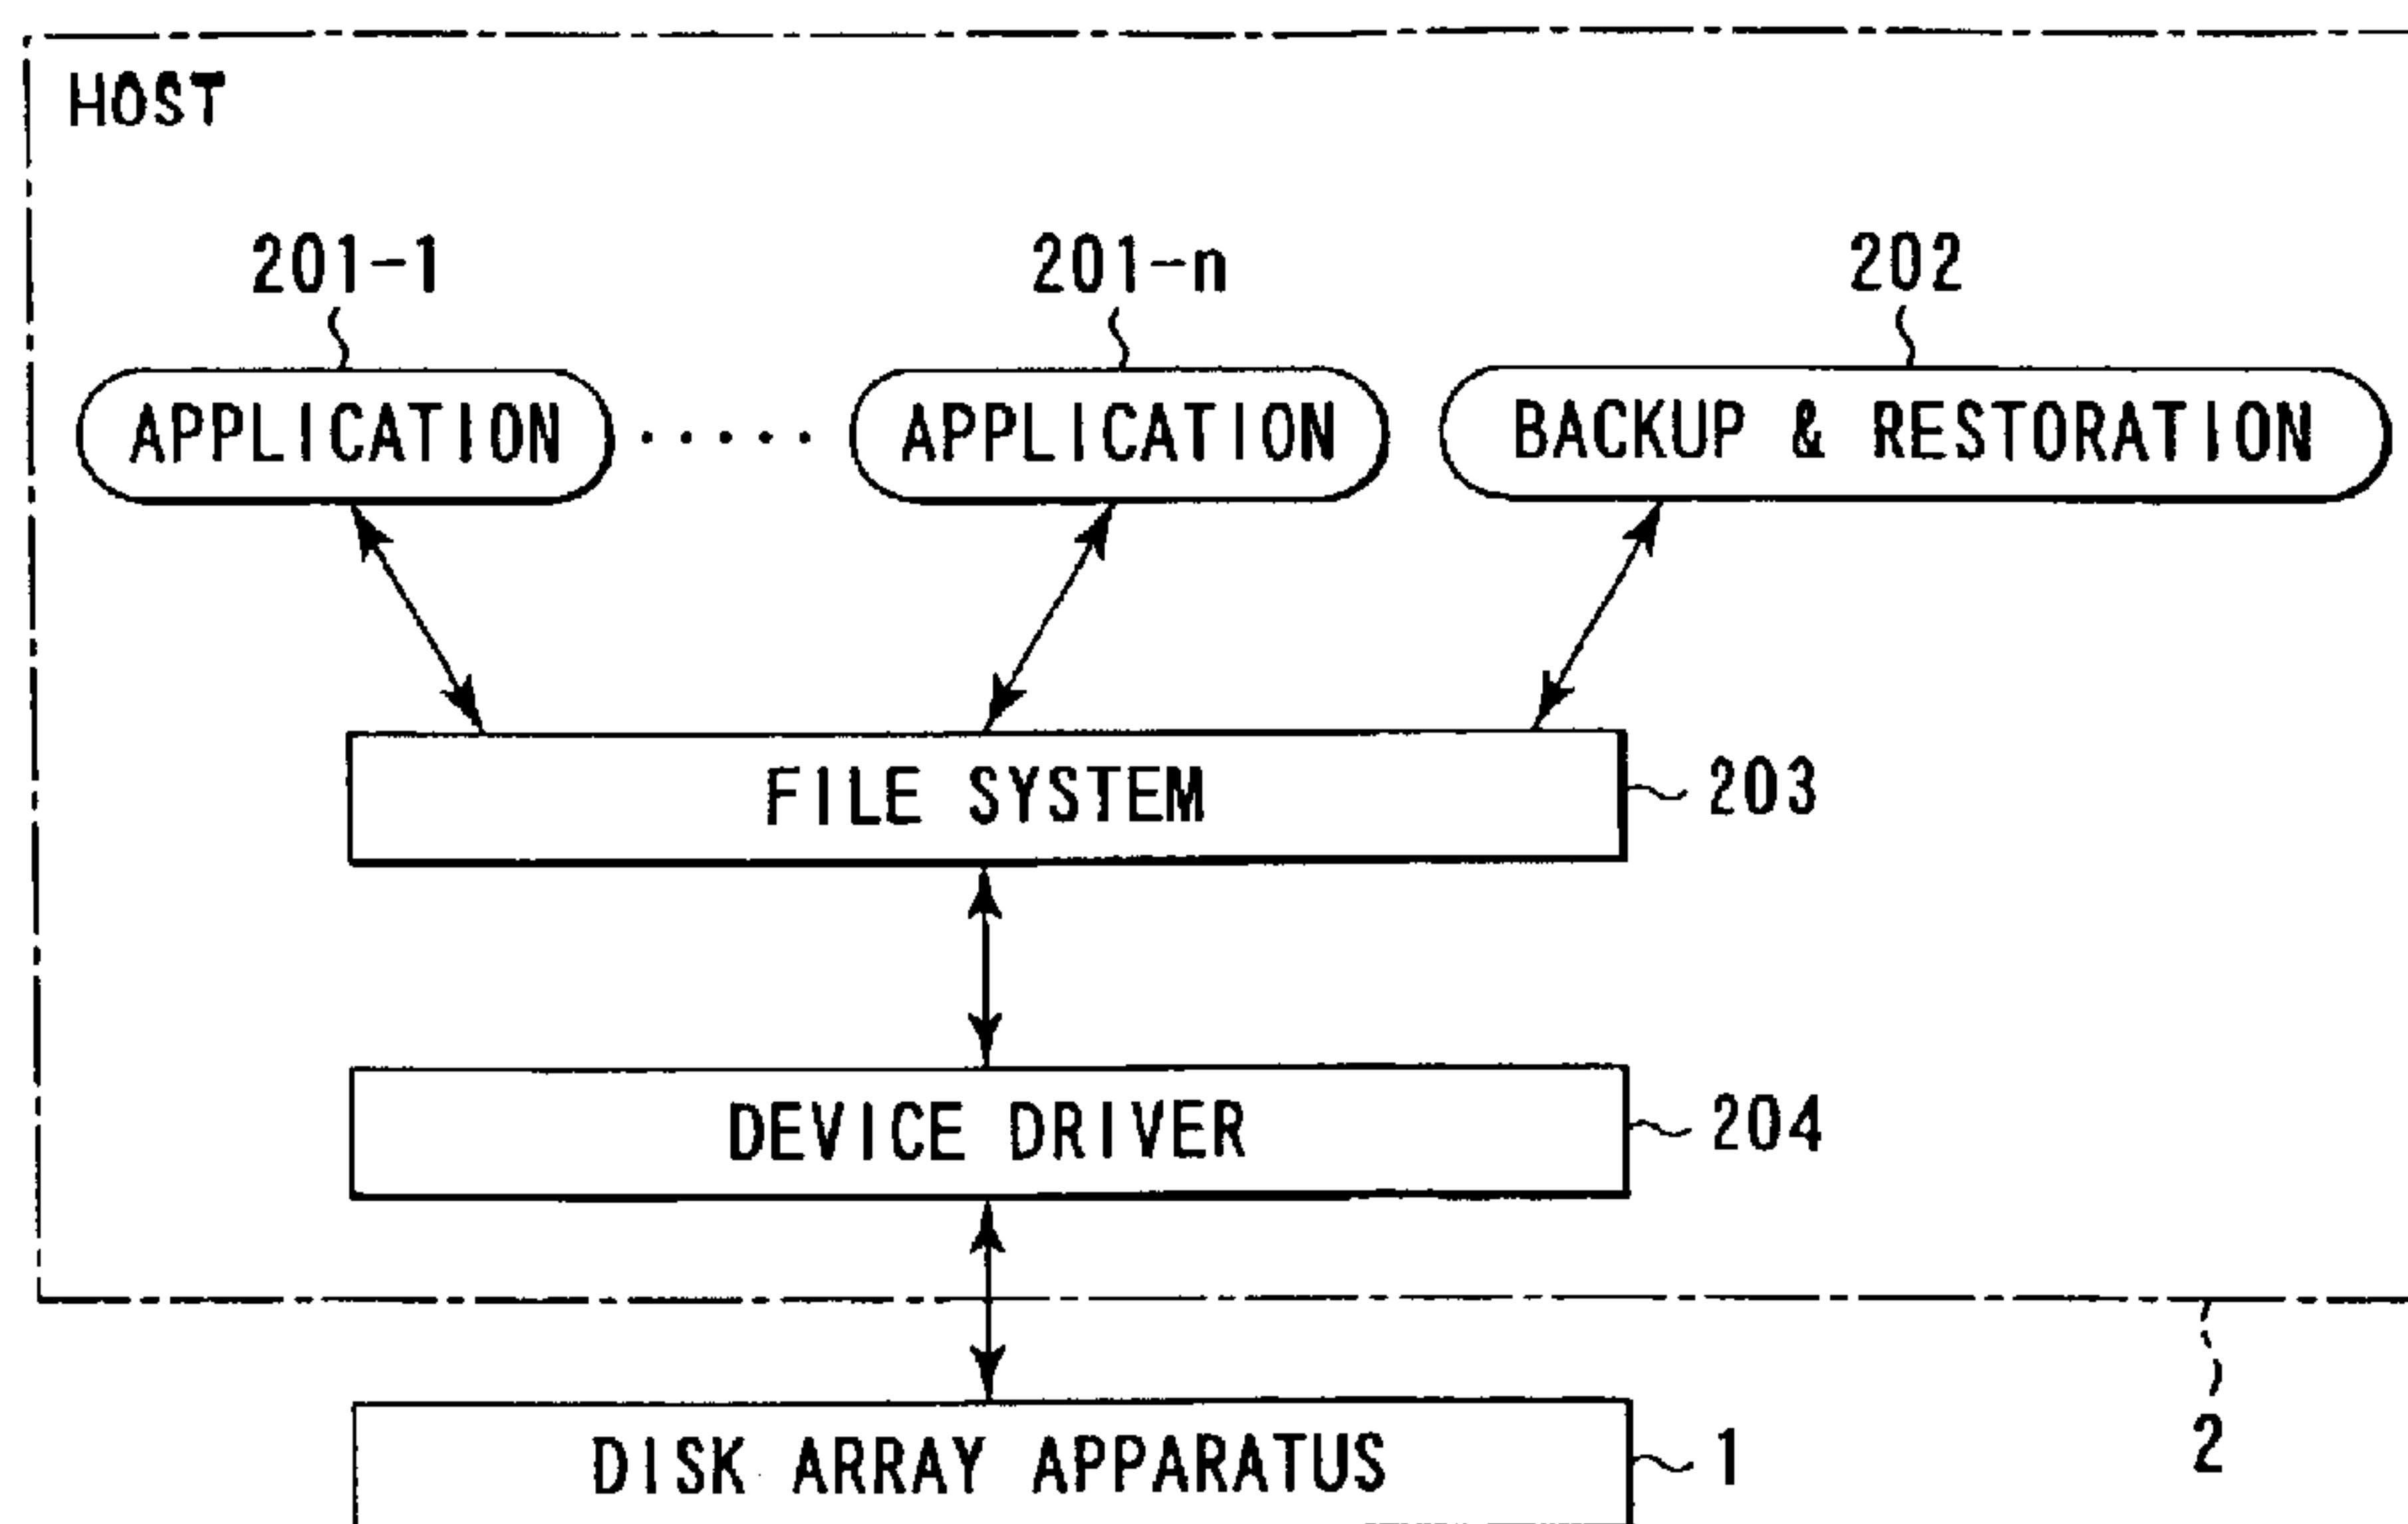 HOST
201-1 201-n 202
APPLICATION ..... APPLICATION BACKUP & RESTORATION
FILE SYSTEM 203
DEVICE DRIVER 204
DISK ARRAY APPARATUS 1 2